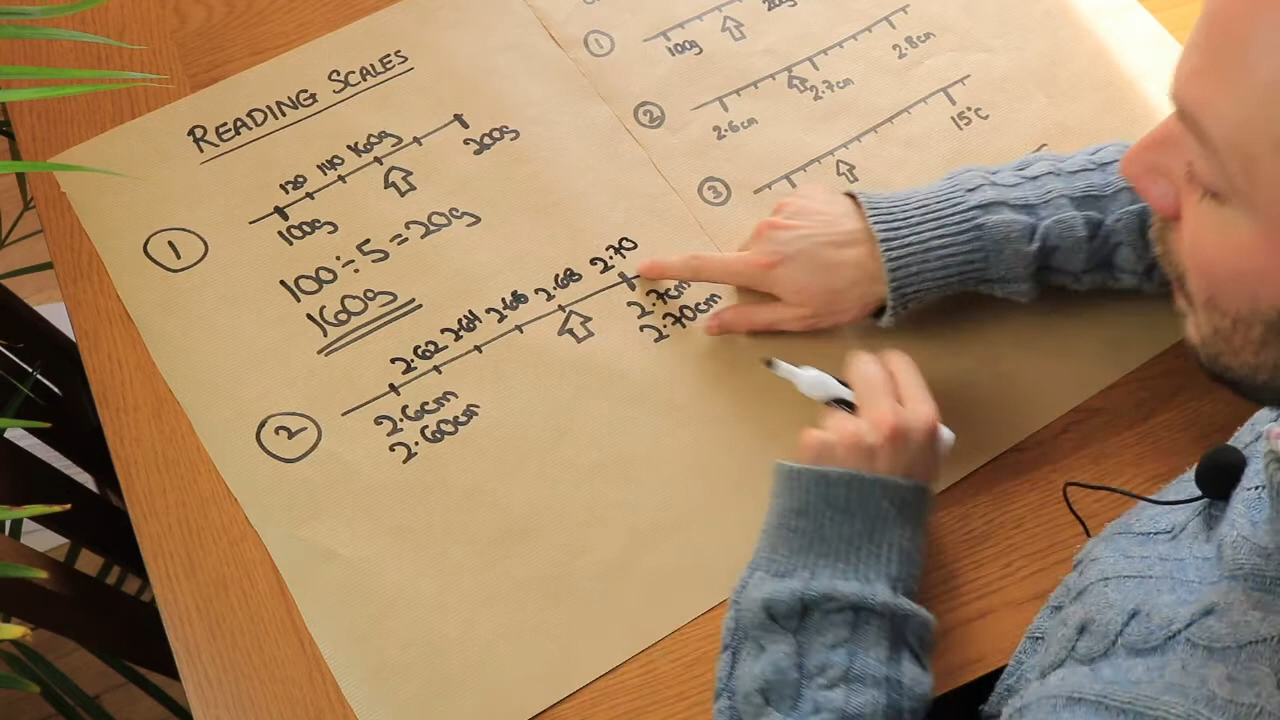 READING SCALES
120 140 160g
100g 200g
1
100÷5=20g
160g
2.62 2.64 2.66 2.68 2.70
2
2.6cm 2.7cm
2.60cm 2.70cm
1
100g 200g
2
2.6cm 2.7cm 2.8cm
3
15°C